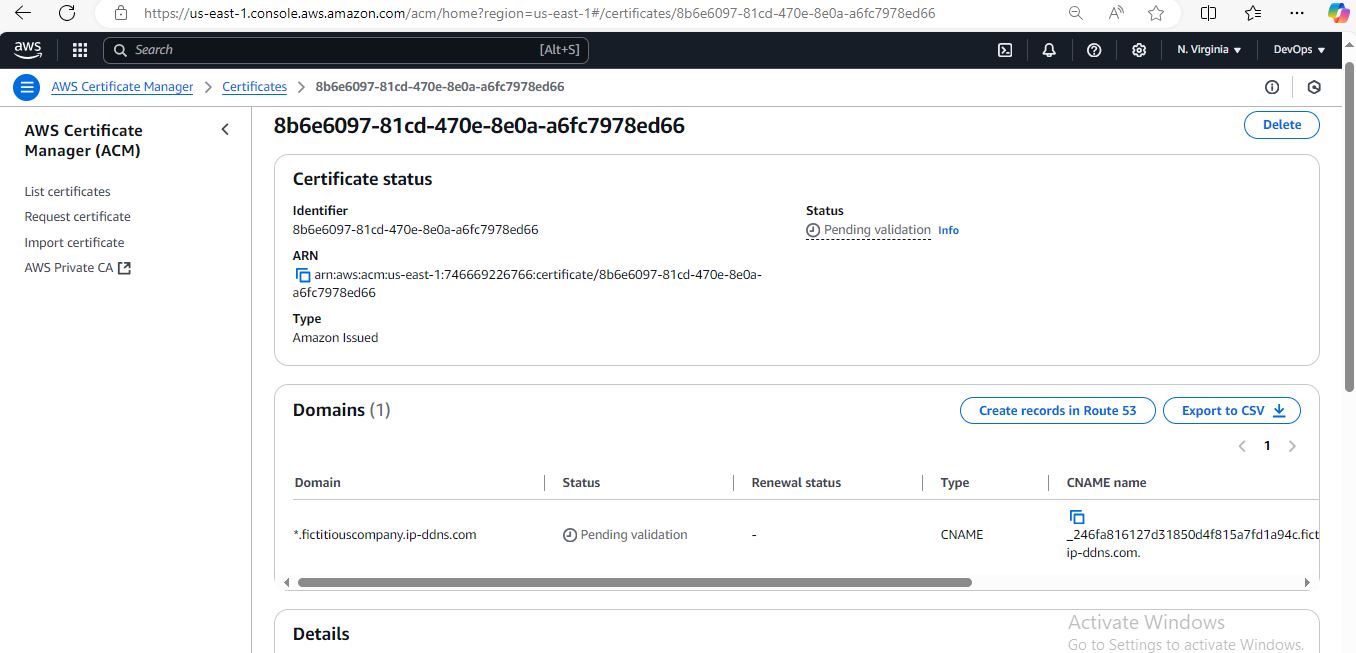 https://us-east-1.console.aws.amazon.com/acm/home?region=us-east-1#/certificates/8b6e6097-81cd-470e-8e0a-a6fc7978ed66
aws
Search
[Alt+S]
N. Virginia
DevOps
AWS Certificate Manager
Certificates
8b6e6097-81cd-470e-8e0a-a6fc7978ed66
AWS Certificate
Manager (ACM)
List certificates
Request certificate
Import certificate
AWS Private CA
8b6e6097-81cd-470e-8e0a-a6fc7978ed66
Delete
Certificate status
Identifier
8b6e6097-81cd-470e-8e0a-a6fc7978ed66
ARN
arn:aws:acm:us-east-1:746669226766:certificate/8b6e6097-81cd-470e-8e0a-
a6fc7978ed66
Type
Amazon Issued
Status
Pending validation Info
Domains (1)
Create records in Route 53
Export to CSV
1
Domain Status Renewal status Type CNAME name
*.fictitiouscompany.ip-ddns.com Pending validation - CNAME
_246fa816127d31850d4f815a7fd1a94c.fict
ip-ddns.com.
Details
Activate Windows
Go to Settings to activate Windows.